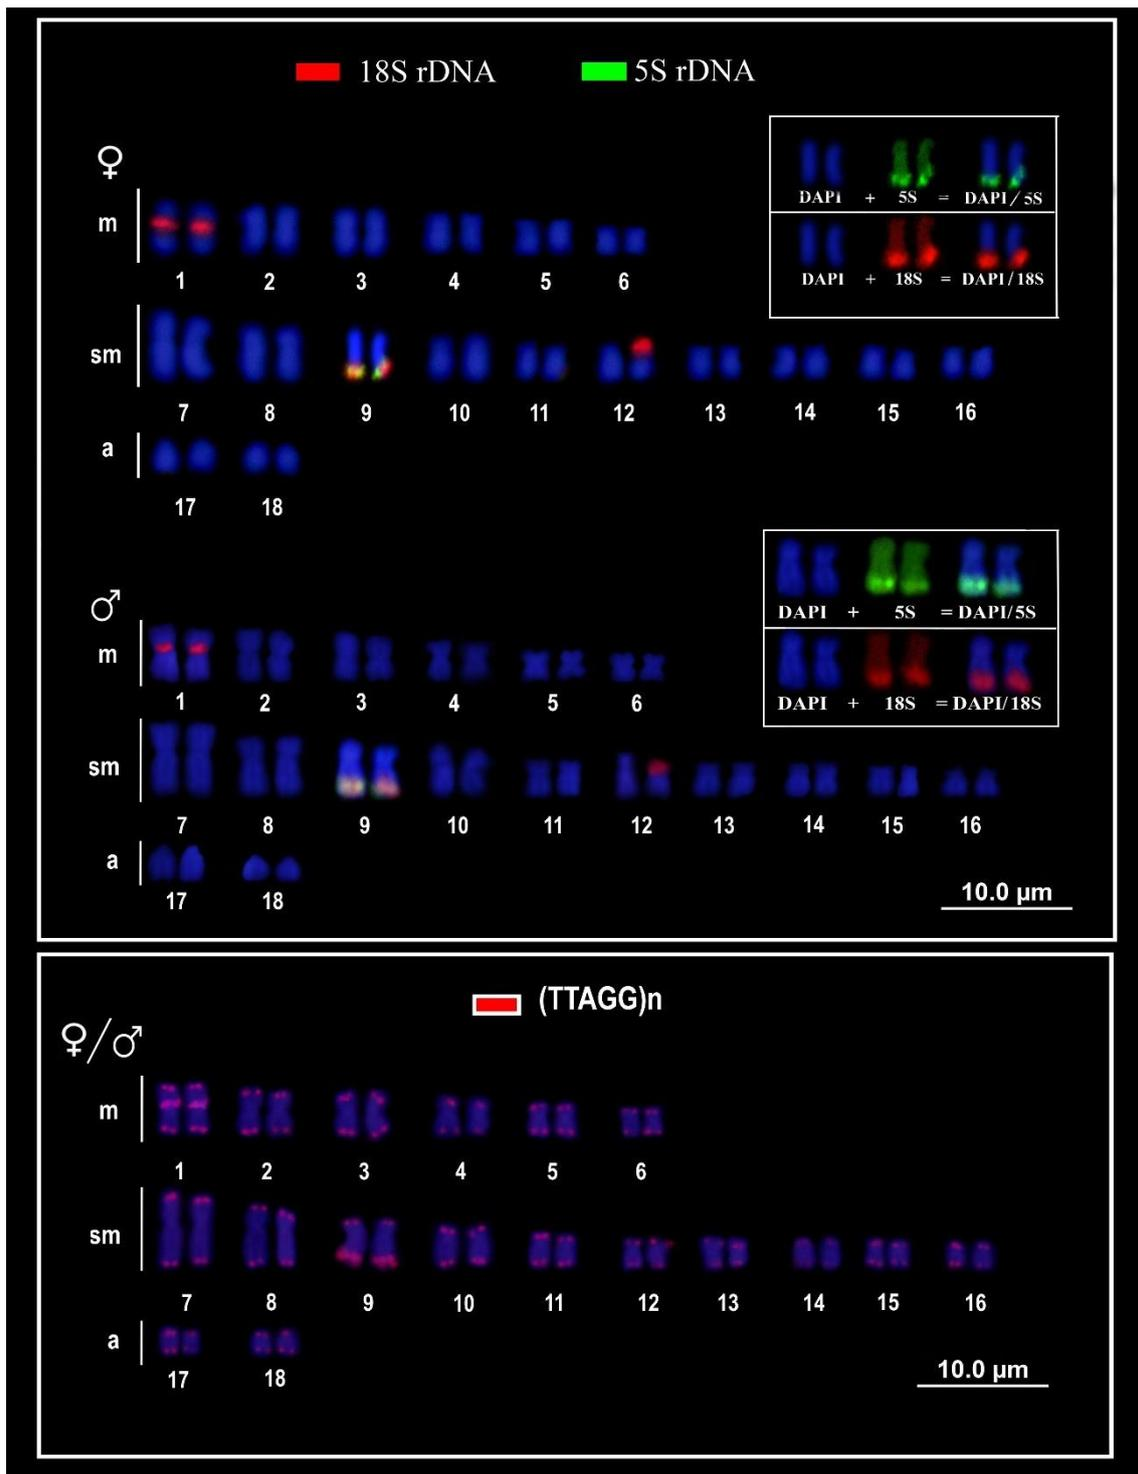 18S rDNA 5S rDNA
♀
DAPI + 5S = DAPI/5S
DAPI + 18S = DAPI/18S
m
1 2 3 4 5 6
sm
7 8 9 10 11 12 13 14 15 16
a
17 18
♂
DAPI + 5S = DAPI/5S
DAPI + 18S = DAPI/18S
m
1 2 3 4 5 6
sm
7 8 9 10 11 12 13 14 15 16
a
17 18
10.0 µm
(TTAGG)n
♀/♂
m
1 2 3 4 5 6
sm
7 8 9 10 11 12 13 14 15 16
a
17 18
10.0 µm